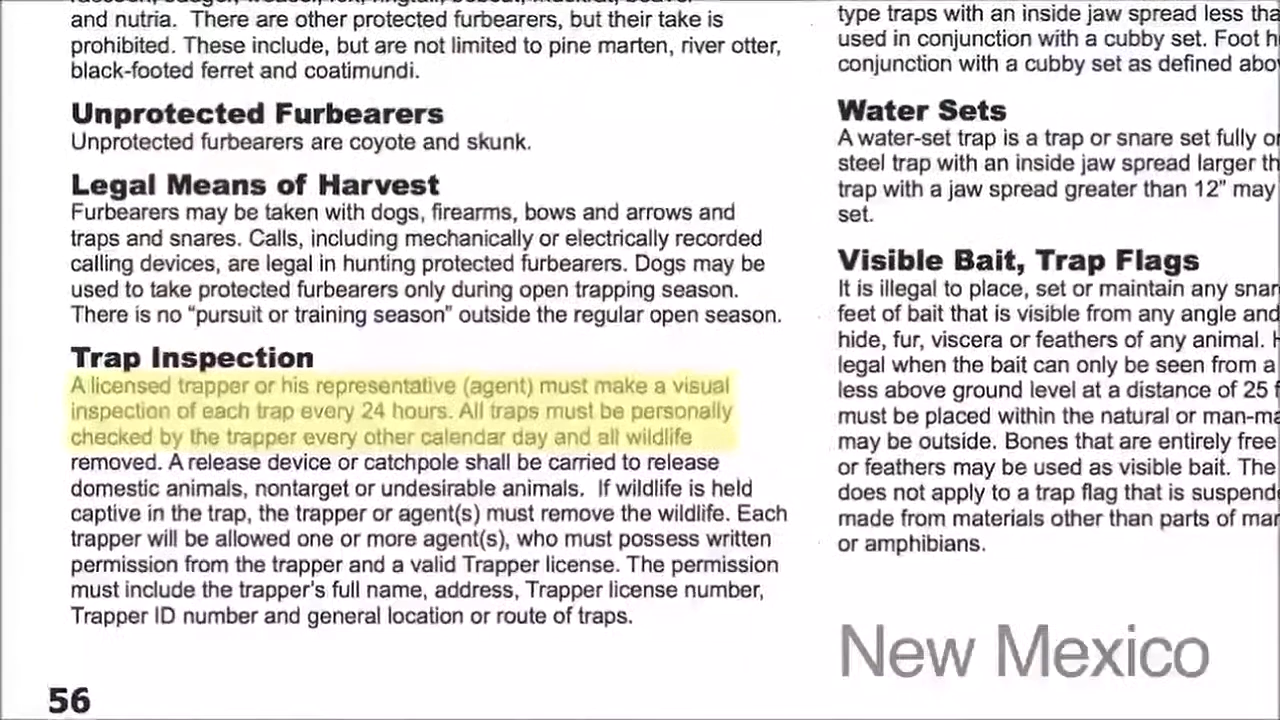 and nutria. There are other protected furbearers, but their take is
prohibited. These include, but are not limited to pine marten, river otter,
black-footed ferret and coatimundi.
Unprotected Furbearers
Unprotected furbearers are coyote and skunk.
Legal Means of Harvest
Furbearers may be taken with dogs, firearms, bows and arrows and
traps and snares. Calls, including mechanically or electrically recorded
calling devices, are legal in hunting protected furbearers. Dogs may be
used to take protected furbearers only during open trapping season.
There is no “pursuit or training season” outside the regular open season.
Trap Inspection
A licensed trapper or his representative (agent) must make a visual
inspection of each trap every 24 hours. All traps must be personally
checked by the trapper every other calendar day and all wildlife
removed. A release device or catchpole shall be carried to release
domestic animals, nontarget or undesirable animals. If wildlife is held
captive in the trap, the trapper or agent(s) must remove the wildlife. Each
trapper will be allowed one or more agent(s), who must possess written
permission from the trapper and a valid Trapper license. The permission
must include the trapper's full name, address, Trapper license number,
Trapper ID number and general location or route of traps.
56
type traps with an inside jaw spread less
used in conjunction with a cubby set. Foot
conjunction with a cubby set as defined
Water Sets
A water-set trap is a trap or snare set fully
steel trap with an inside jaw spread larger
trap with a jaw spread greater than 12” may
set.
Visible Bait, Trap Flags
It is illegal to place, set or maintain any
feet of bait that is visible from any angle and
hide, fur, viscera or feathers of any animal.
legal when the bait can only be seen from a
less above ground level at a distance of 25
must be placed within the natural or
may be outside. Bones that are entirely free
or feathers may be used as visible bait. The
does not apply to a trap flag that is
made from materials other than parts of
or amphibians.
New Mexico